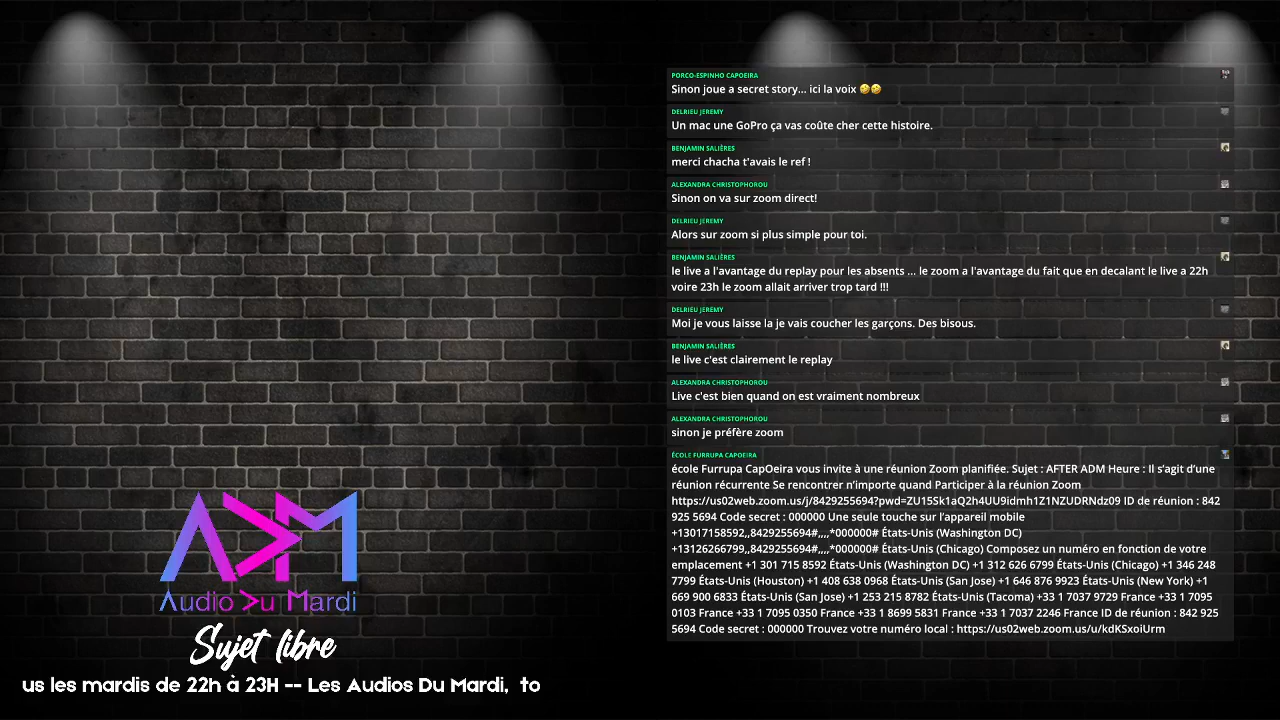 PORCO-ESPINHO CAPOEIRA
Sinon joue a secret story... ici la voix 🤣🤣
DELRIEU JEREMY
Un mac une GoPro ça vas coûte cher cette histoire.
BENJAMIN SALIÈRES
merci chacha t'avais le ref !
ALEXANDRA CHRISTOPHOROU
Sinon on va sur zoom direct!
DELRIEU JEREMY
Alors sur zoom si plus simple pour toi.
BENJAMIN SALIÈRES
le live a l'avantage du replay pour les absents ... le zoom a l'avantage du fait que en decalant le live a 22h
voire 23h le zoom allait arriver trop tard !!!
DELRIEU JEREMY
Moi je vous laisse la je vais coucher les garçons. Des bisous.
BENJAMIN SALIÈRES
le live c'est clairement le replay
ALEXANDRA CHRISTOPHOROU
Live c'est bien quand on est vraiment nombreux
ALEXANDRA CHRISTOPHOROU
sinon je préfère zoom
ÉCOLE FURRUPA CAPOEIRA
école Furrupa CapOeira vous invite à une réunion Zoom planifiée. Sujet : AFTER ADM Heure : Il s’agit d’une
réunion récurrente Se rencontrer n’importe quand Participer à la réunion Zoom
https://us02web.zoom.us/j/8429255694?pwd=ZU15Sk1aQ2h4UU9idmh1Z1NZUDRNdz09 ID de réunion : 842
925 5694 Code secret : 000000 Une seule touche sur l’appareil mobile
+13017158592,,8429255694#,,,,*000000# États-Unis (Washington DC)
+13126266799,,8429255694#,,,,*000000# États-Unis (Chicago) Composez un numéro en fonction de votre
emplacement +1 301 715 8592 États-Unis (Washington DC) +1 312 626 6799 États-Unis (Chicago) +1 346 248
7799 États-Unis (Houston) +1 408 638 0968 États-Unis (San Jose) +1 646 876 9923 États-Unis (New York) +1
669 900 6833 États-Unis (San Jose) +1 253 215 8782 États-Unis (Tacoma) +33 1 7037 9729 France +33 1 7095
0103 France +33 1 7095 0350 France +33 1 8699 5831 France +33 1 7037 2246 France ID de réunion : 842 925
5694 Code secret : 000000 Trouvez votre numéro local : https://us02web.zoom.us/u/kdKSxoiUrm
ADM
Audio Du Mardi
Sujet libre
us les mardis de 22h à 23H -- Les Audios Du Mardi, to